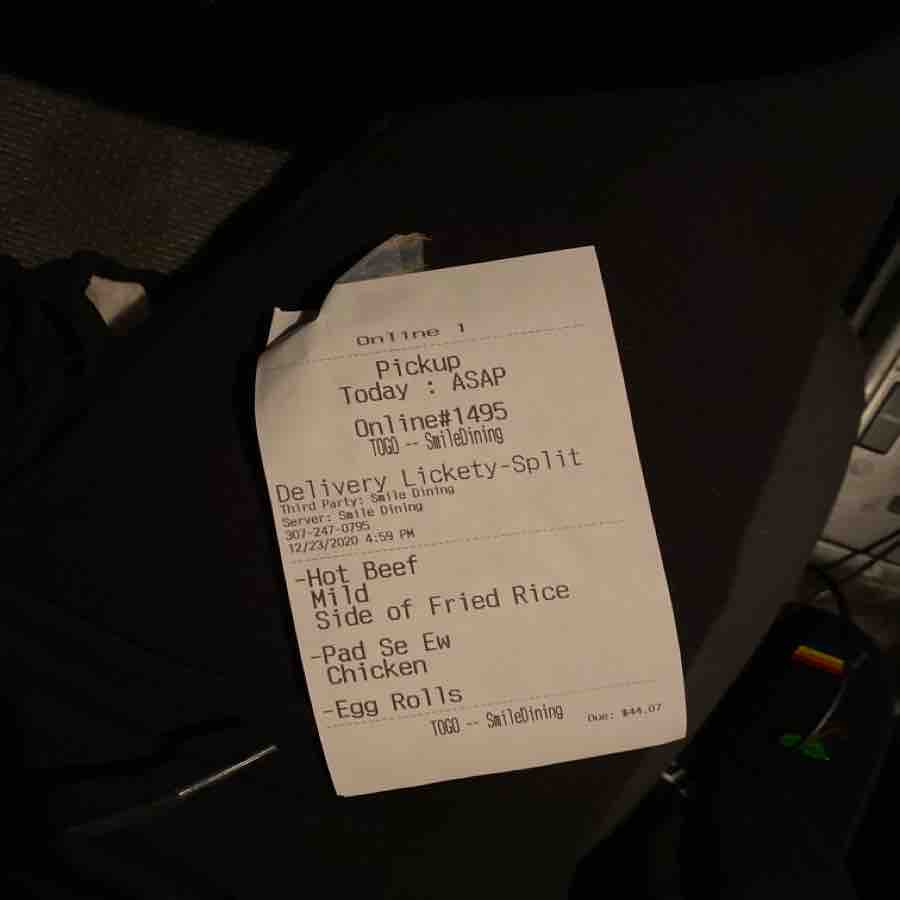 Online 1
Pickup
Today : ASAP
Online#1495
TOGO -- SmileDining
Delivery Lickety-Split
Third Party: Smile Dining
Server: Smile Dining
307-247-0795
12/23/2020 4:59 PM
-Hot Beef
Mild
Side of Fried Rice
-Pad Se Ew
Chicken
-Egg Rolls
TOGO -- SmileDining Due: $44.07